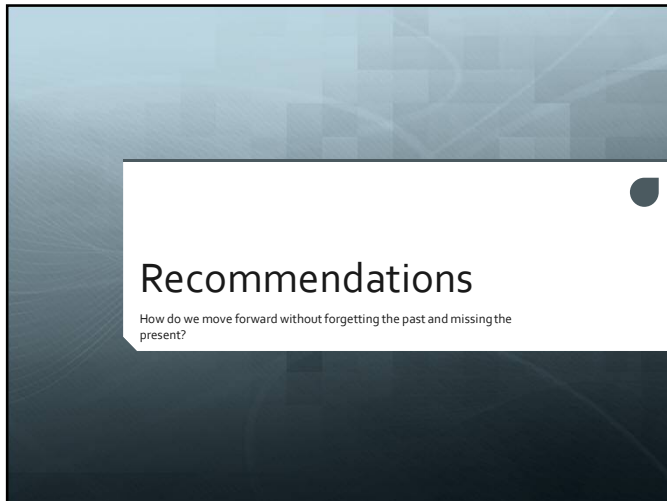 Recommendations
How do we move forward without forgetting the past and missing the
present?